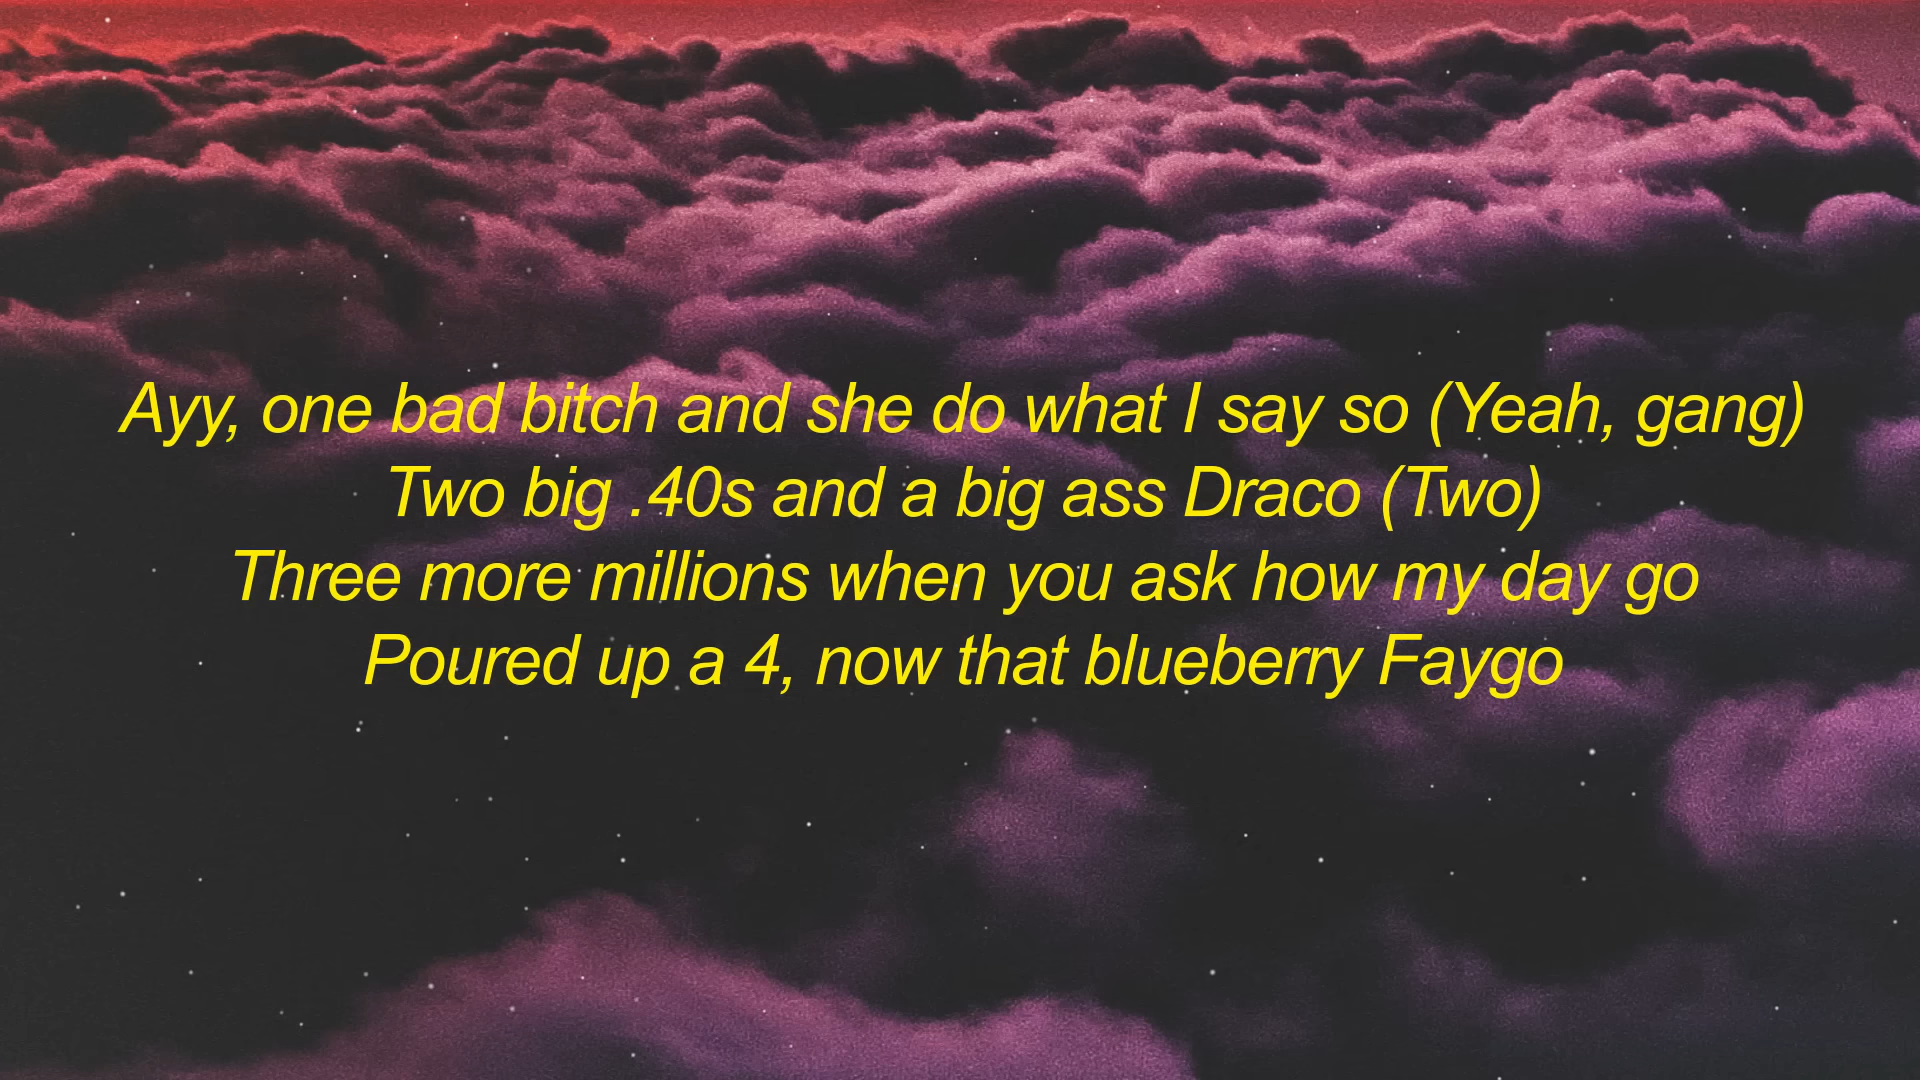 Ayy, one bad bitch and she do what I say so (Yeah, gang)
Two big .40s and a big ass Draco (Two)
Three more millions when you ask how my day go
Poured up a 4, now that blueberry Faygo